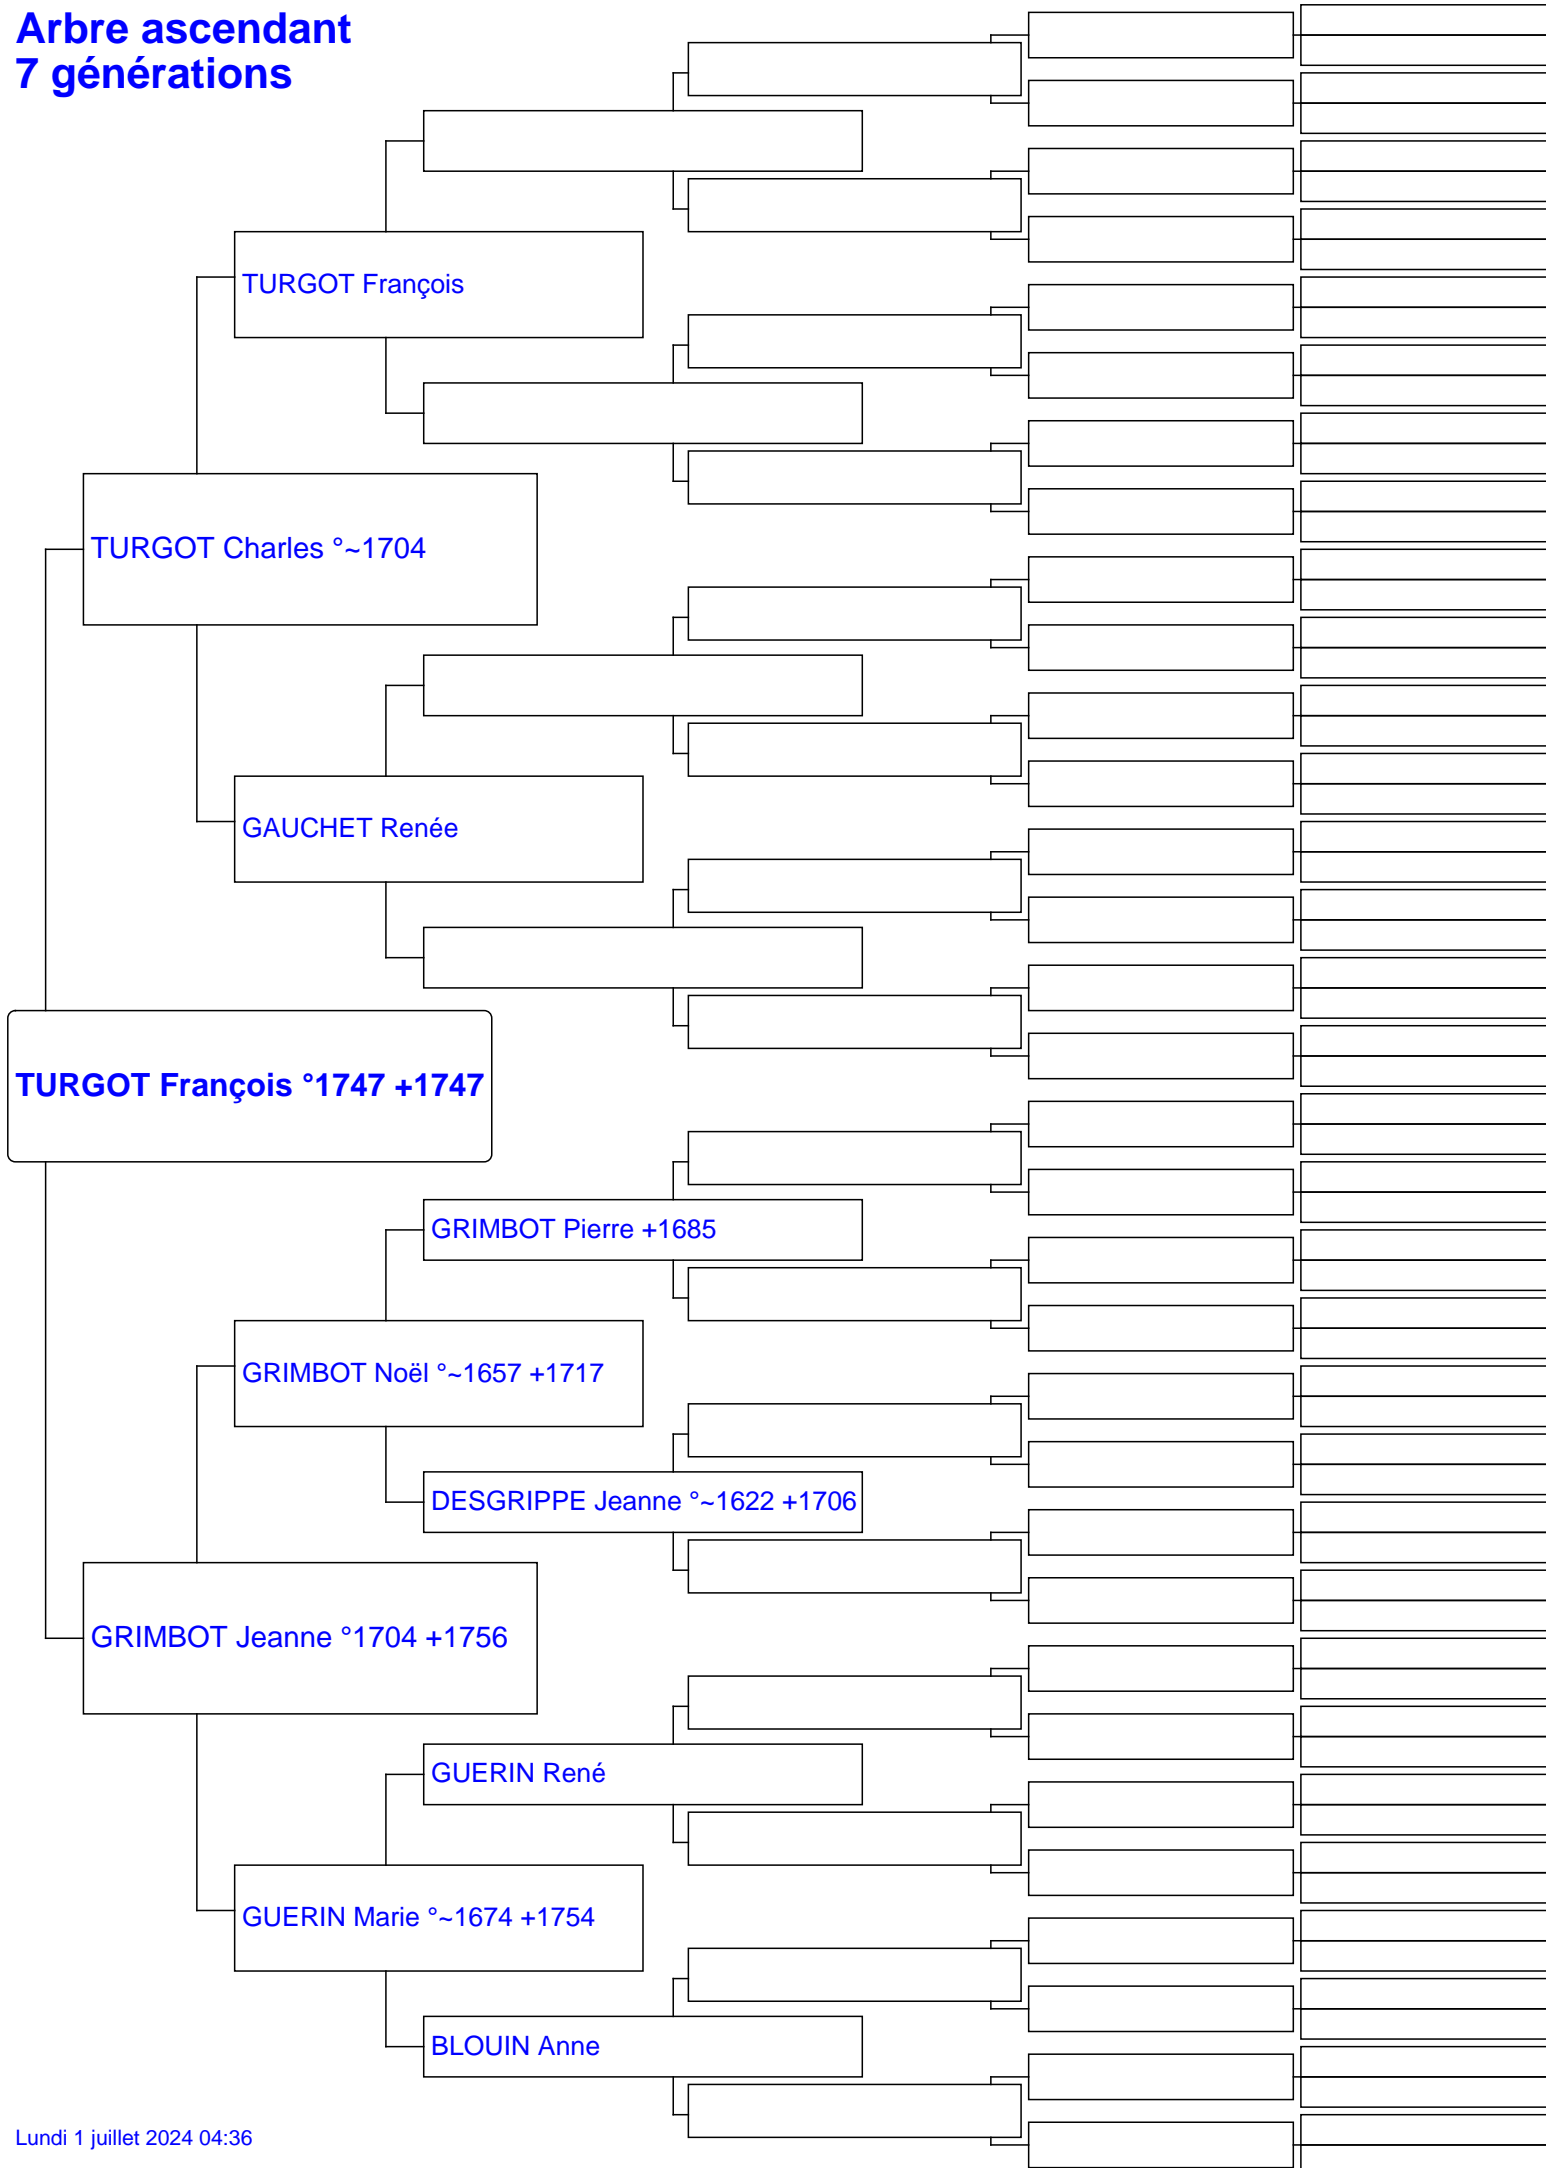 Arbre ascendant
7 générations
TURGOT François
TURGOT Charles °~1704
GAUCHET Renée
TURGOT François °1747 +1747
GRIMBOT Pierre +1685
GRIMBOT Noël °~1657 +1717
DESGRIPPE Jeanne °~1622 +1706
GRIMBOT Jeanne °1704 +1756
GUERIN René
GUERIN Marie °~1674 +1754
BLOUIN Anne
Lundi 1 juillet 2024 04:36